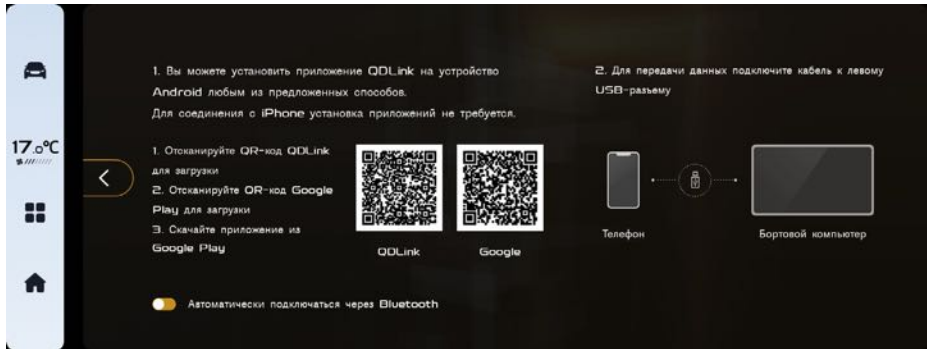 1. Вы можете установить приложение QDLink на устройство
Android любым из предложенных способов.
Для соединения с iPhone установка приложений не требуется.
1. Отсканируйте QR-код QDLink
для загрузки
2. Отсканируйте QR-код Google
Play для загрузки
3. Скачайте приложение из
Google Play
QDLink
Google
Автоматически подключаться через Bluetooth
2. Для передачи данных подключите кабель к левому
USB-разъему
Телефон
Бортовой компьютер
17.0°C